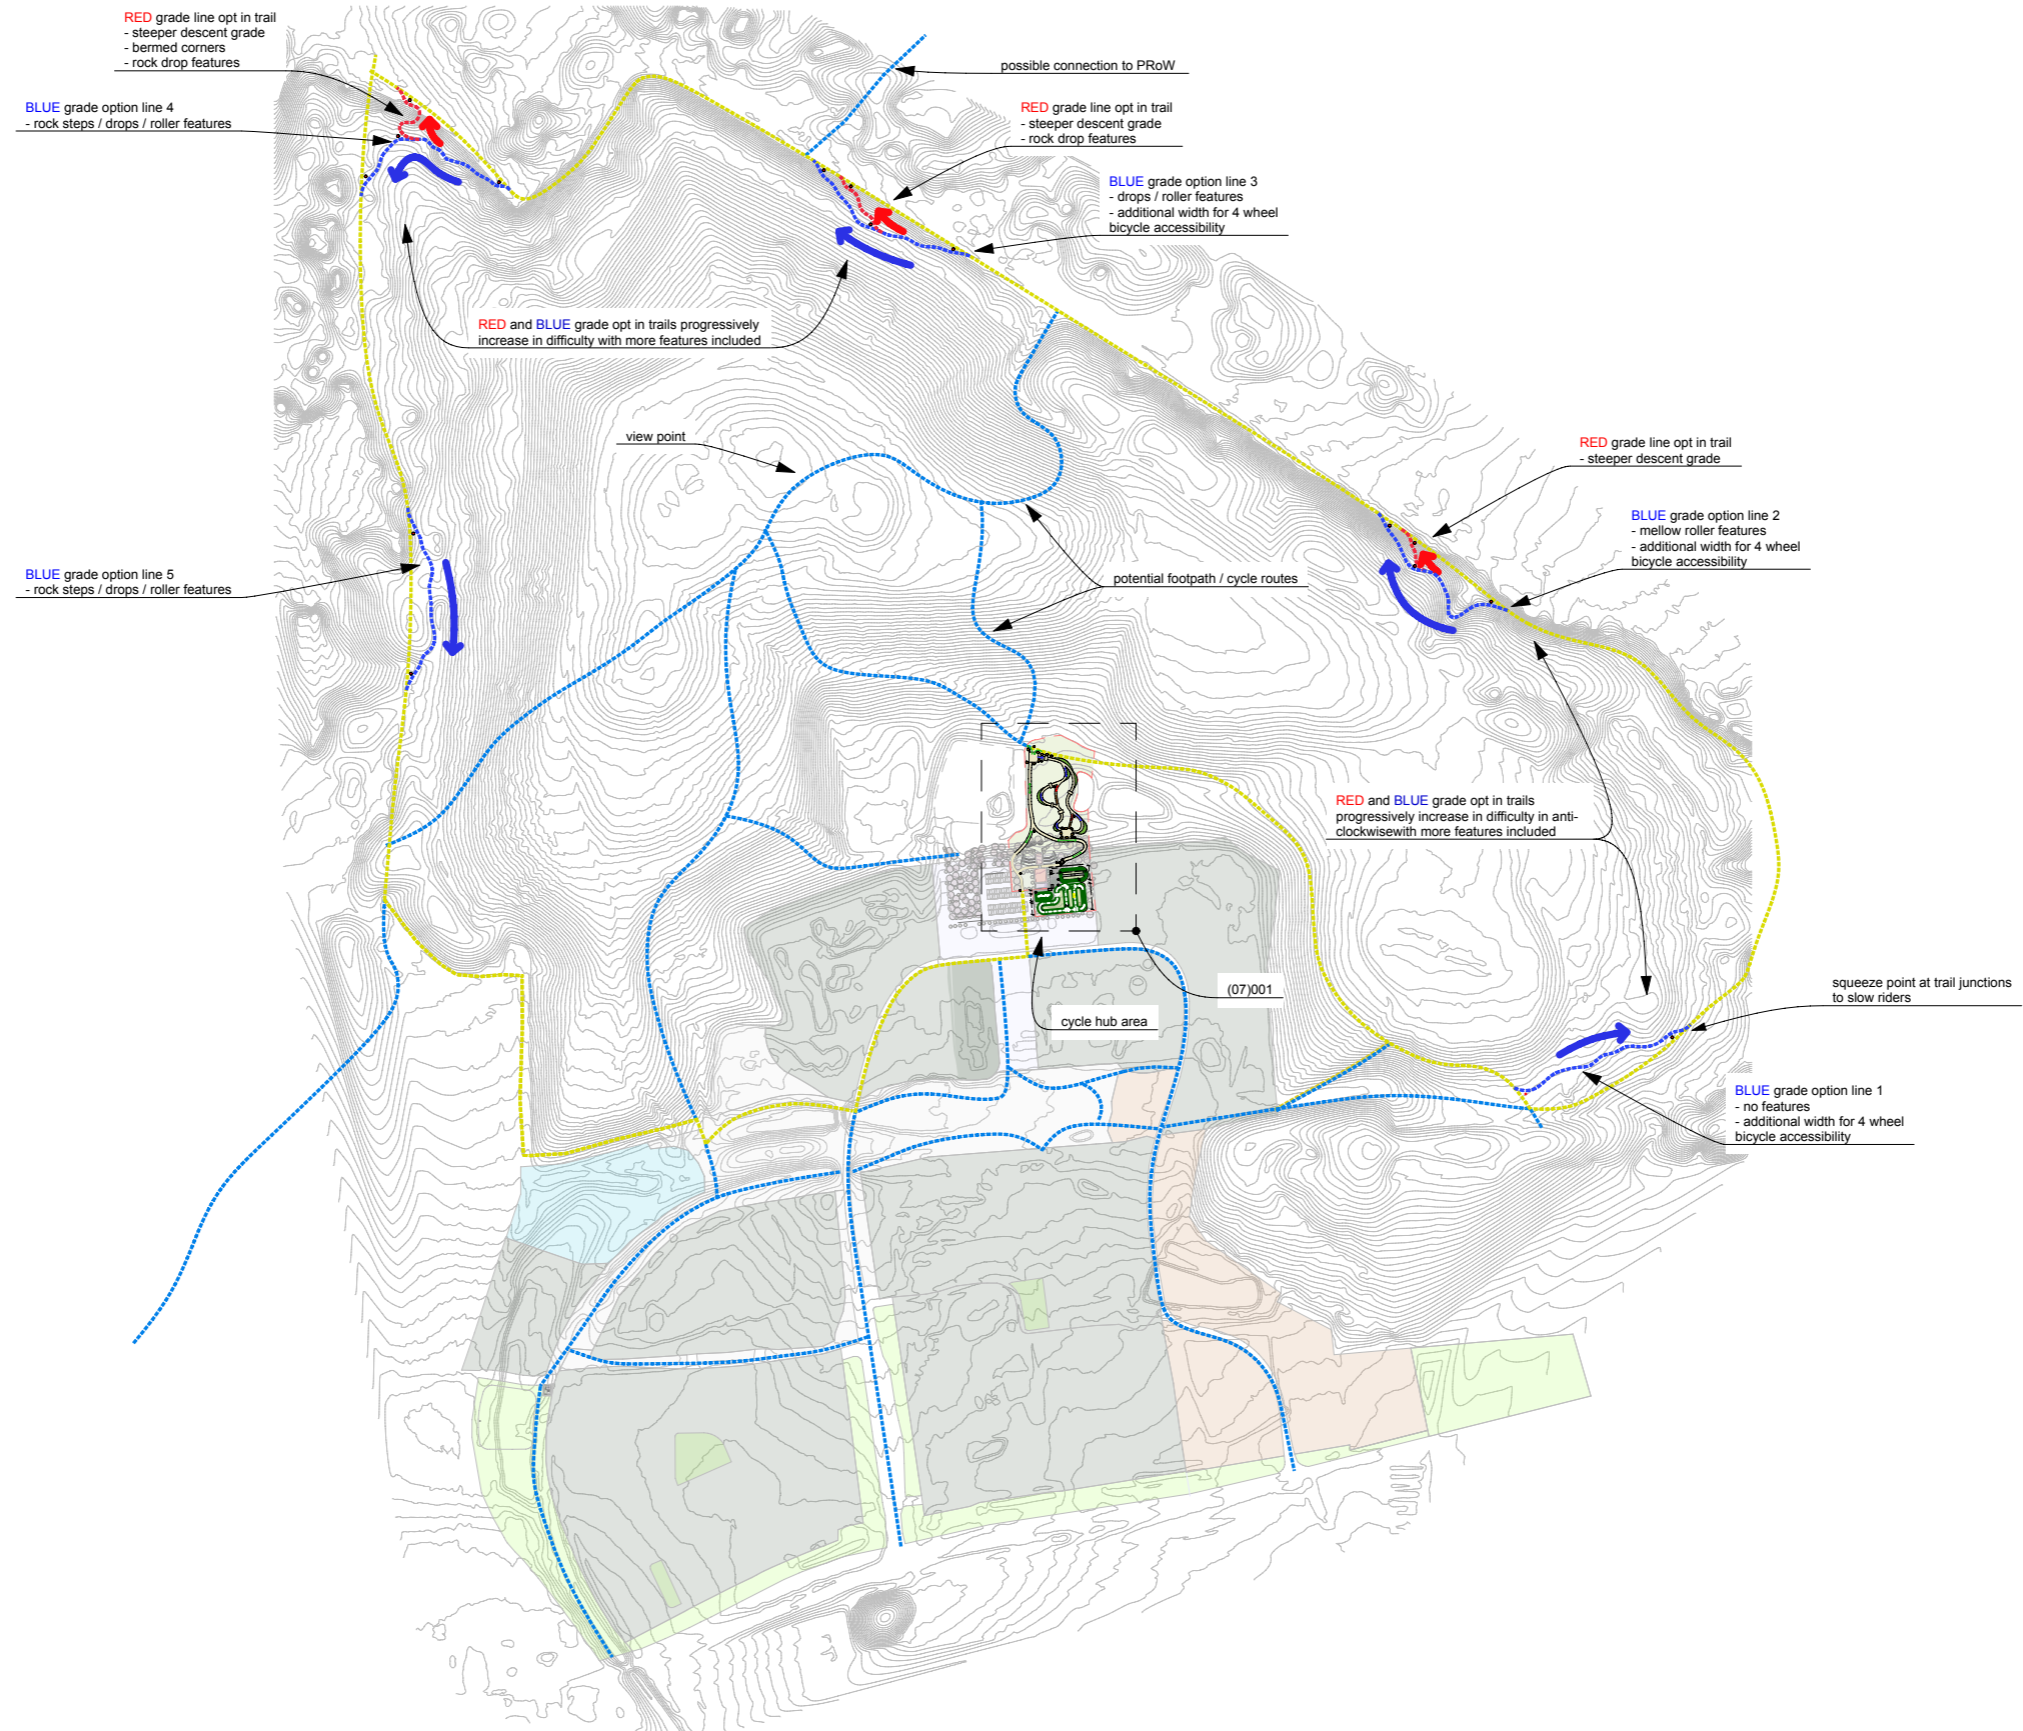 RED grade line opt in trail
- steeper descent grade
- bermed corners
- rock drop features
BLUE grade option line 4
- rock steps / drops / roller features
possible connection to PRoW
RED grade line opt in trail
- steeper descent grade
- rock drop features
BLUE grade option line 3
- drops / roller features
- additional width for 4 wheel
bicycle accessibility
RED and BLUE grade opt in trails progressively
increase in difficulty with more features included
view point
RED grade line opt in trail
- steeper descent grade
BLUE grade option line 2
- mellow roller features
- additional width for 4 wheel
bicycle accessibility
BLUE grade option line 5
- rock steps / drops / roller features
potential footpath / cycle routes
RED and BLUE grade opt in trails
progressively increase in difficulty in anti-
clockwisewith more features included
(07)001
cycle hub area
squeeze point at trail junctions
to slow riders
BLUE grade option line 1
- no features
- additional width for 4 wheel
bicycle accessibility